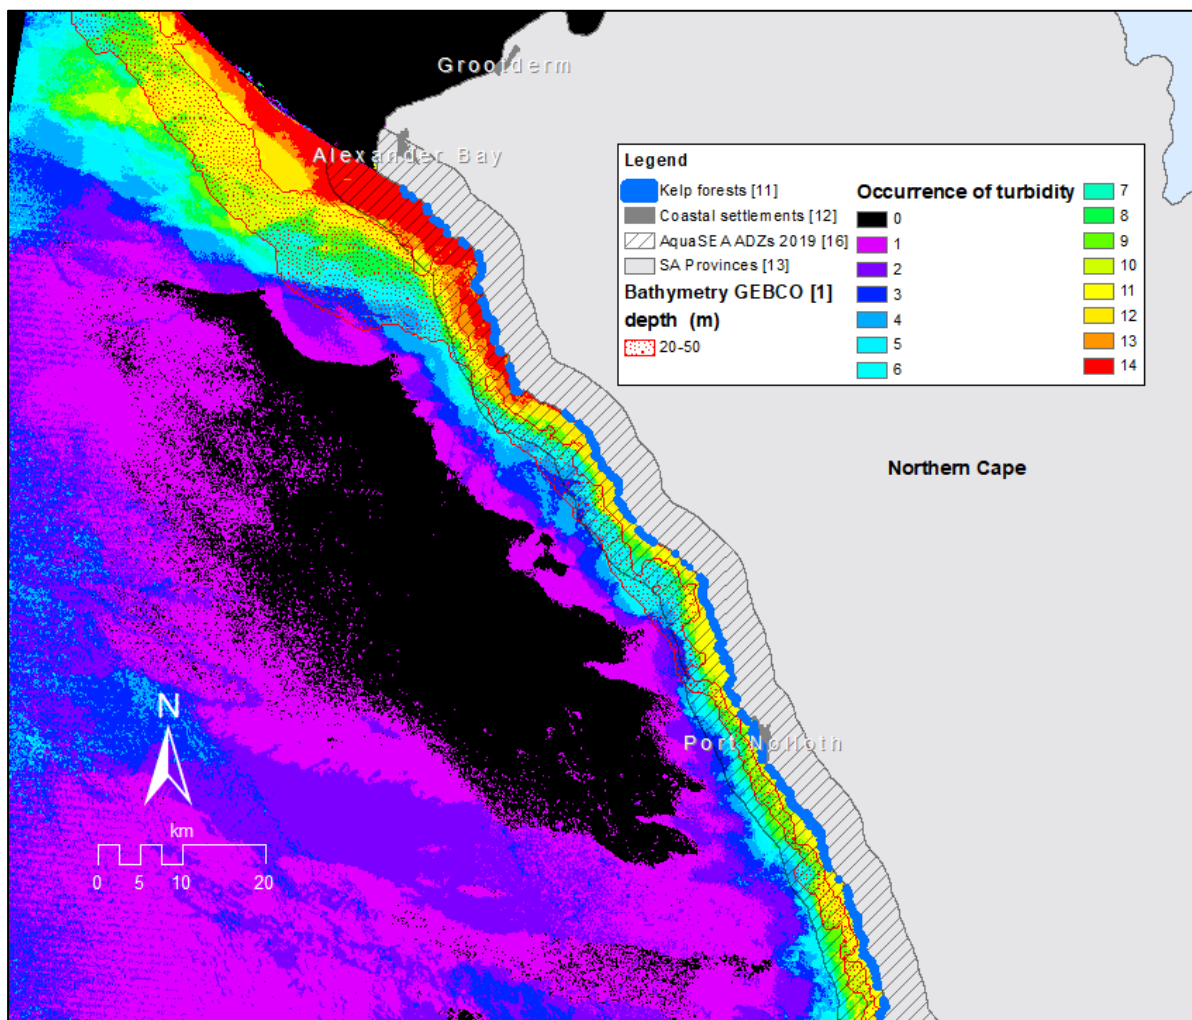 Grootderm
Alexander Bay
Legend
Kelp forests [11]
Coastal settlements [12]
AquaSEA ADZs 2019 [16]
SA Provinces [13]
Bathymetry GEBCO [1]
depth (m)
20-50
Occurrence of turbidity
0
1
2
3
4
5
6
7
8
9
10
11
12
13
14
Northern Cape
N
Port Nolloth
km
0 5 10 20